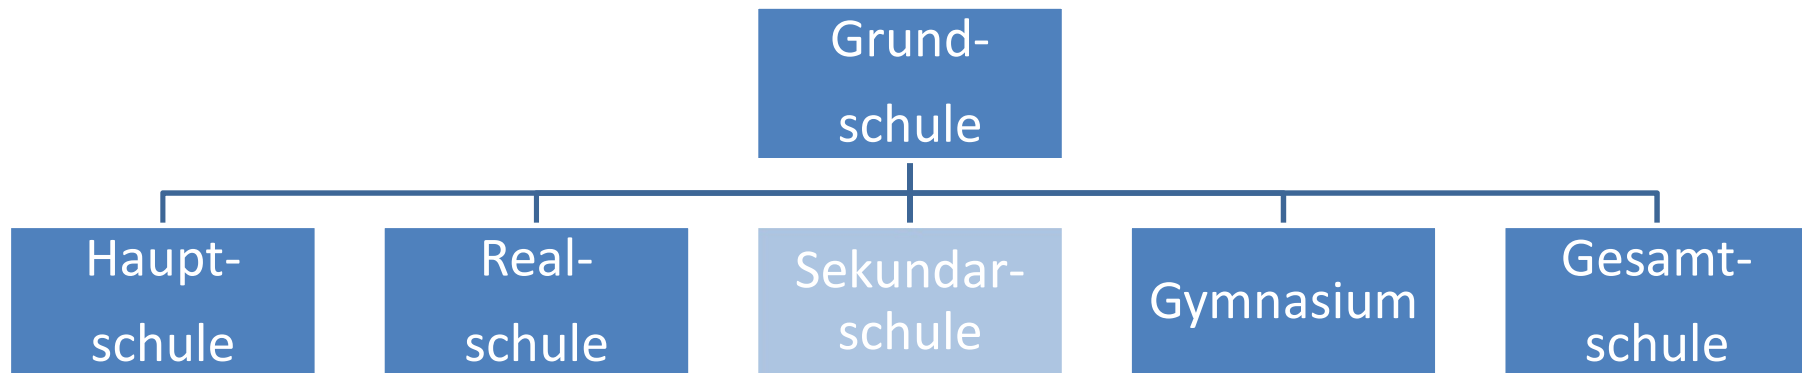 Grund-
schule
Haupt-
schule
Real-
schule
Sekundar-
schule
Gymnasium
Gesamt-
schule